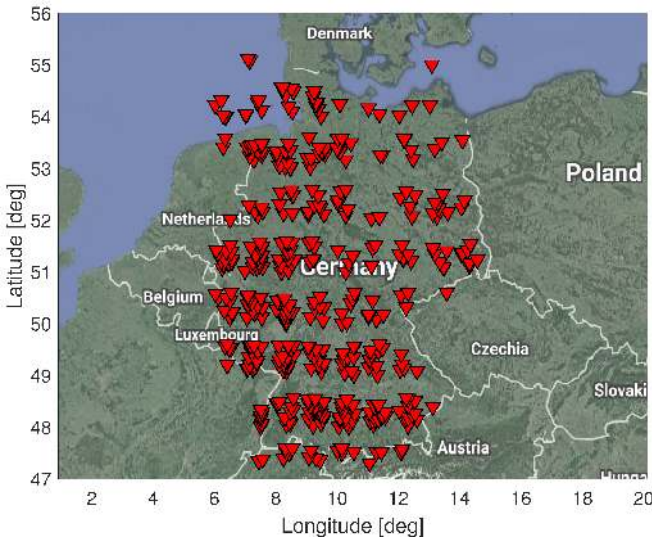 56
55
54
53
52
51
50
49
48
47
Latitude [deg]
Denmark
Poland
Netherlands
Germany
Belgium
Luxembourg
Czechia
Slovaki
Austria
Hunga
2
4
6
8
10
12
14
16
18
20
Longitude [deg]